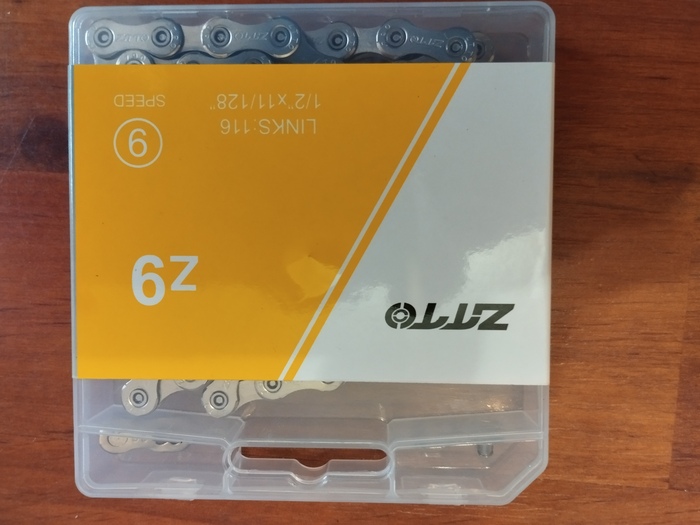 ZTTO
Z9
LINKS:116
1/2"x11/128"
9
SPEED